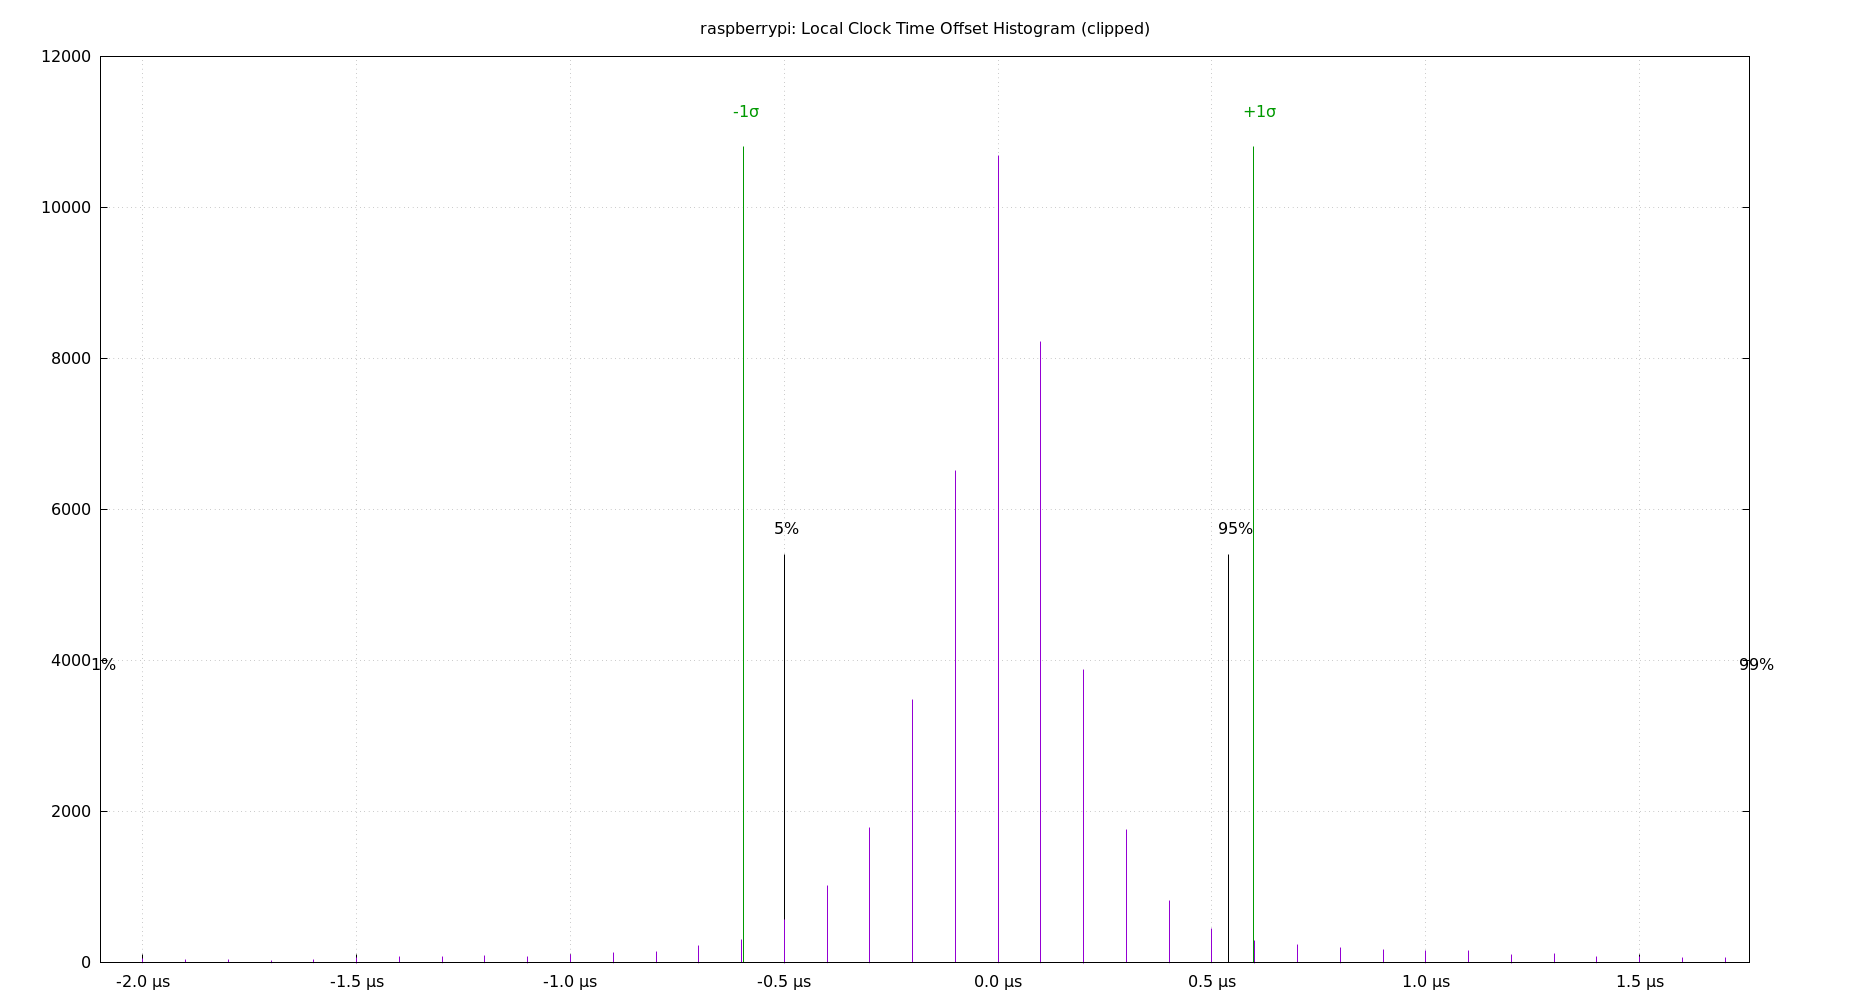 raspberrypi: Local Clock Time Offset Histogram (clipped)
12000
-1σ
+1σ
10000
8000
6000
5%
95%
4000
1%
99%
2000
0
-2.0 µs
-1.5 µs
-1.0 µs
-0.5 µs
0.0 µs
0.5 µs
1.0 µs
1.5 µs